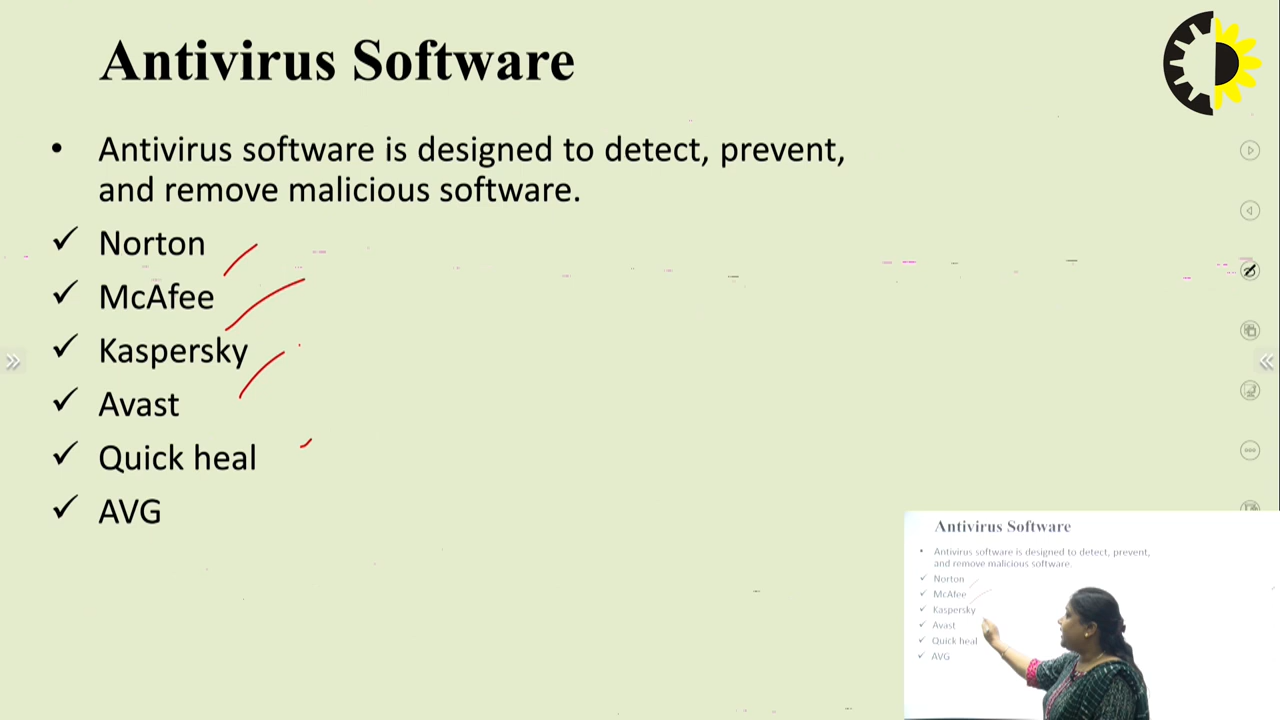 Antivirus Software
• Antivirus software is designed to detect, prevent,
and remove malicious software.
✓ Norton
✓ McAfee
✓ Kaspersky
✓ Avast
✓ Quick heal
✓ AVG
Antivirus Software
• Antivirus software is designed to detect, prevent,
and remove malicious software.
✓ Norton
✓ McAfee
✓ Kaspersky
✓ Avast
✓ Quick heal
✓ AVG